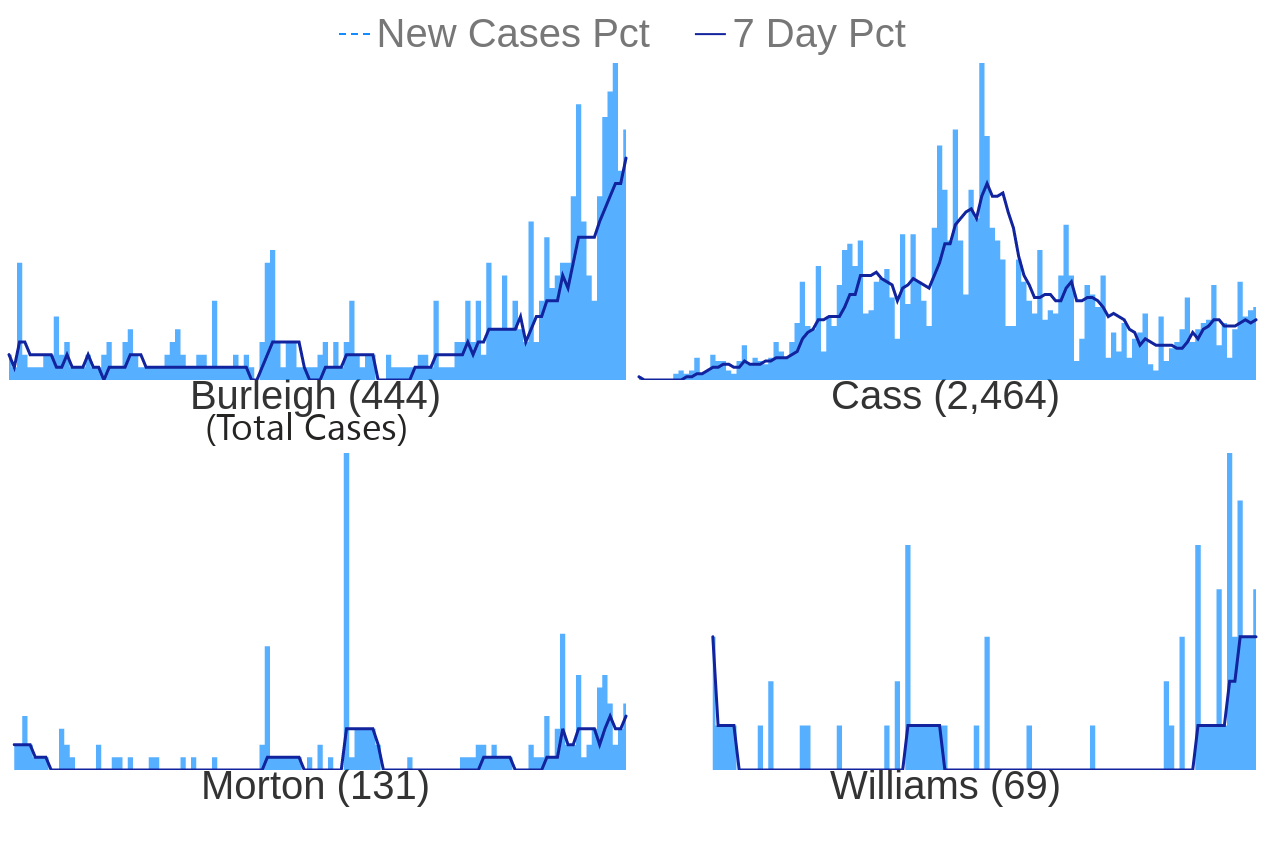 New Cases Pct 7 Day Pct
Burleigh (444)
(Total Cases)
Cass (2,464)
Morton (131)
Williams (69)